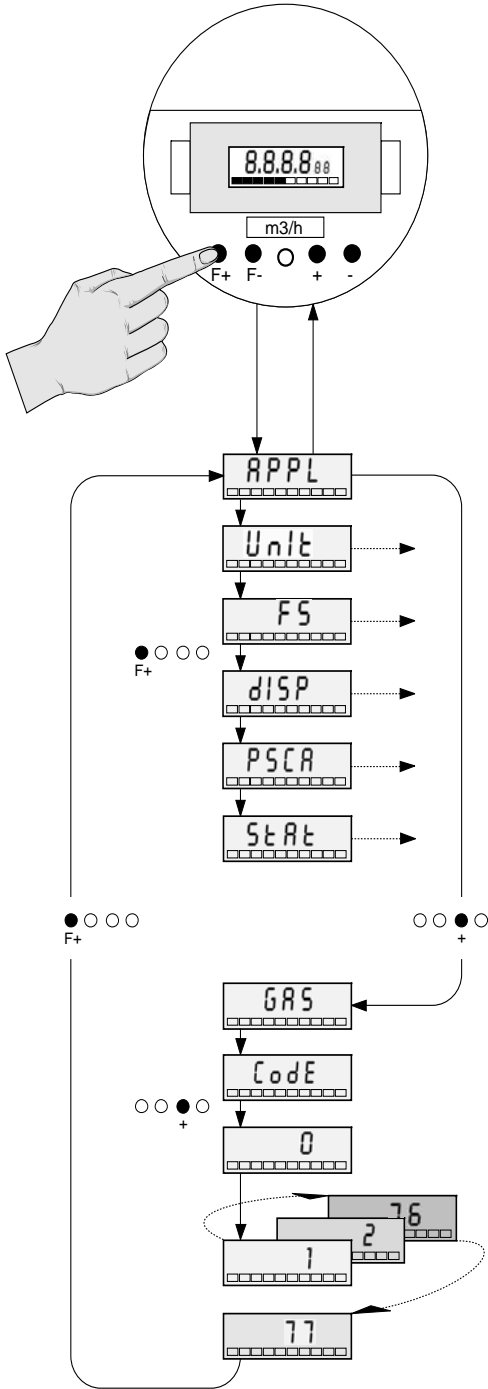 8.8.8.8 88
m3/h
F+ F- + -
APPL
UnIt
FS
F+
dISP
PSCA
StAt
F+
+
GAS
CodE
+
0
76
2
1
77